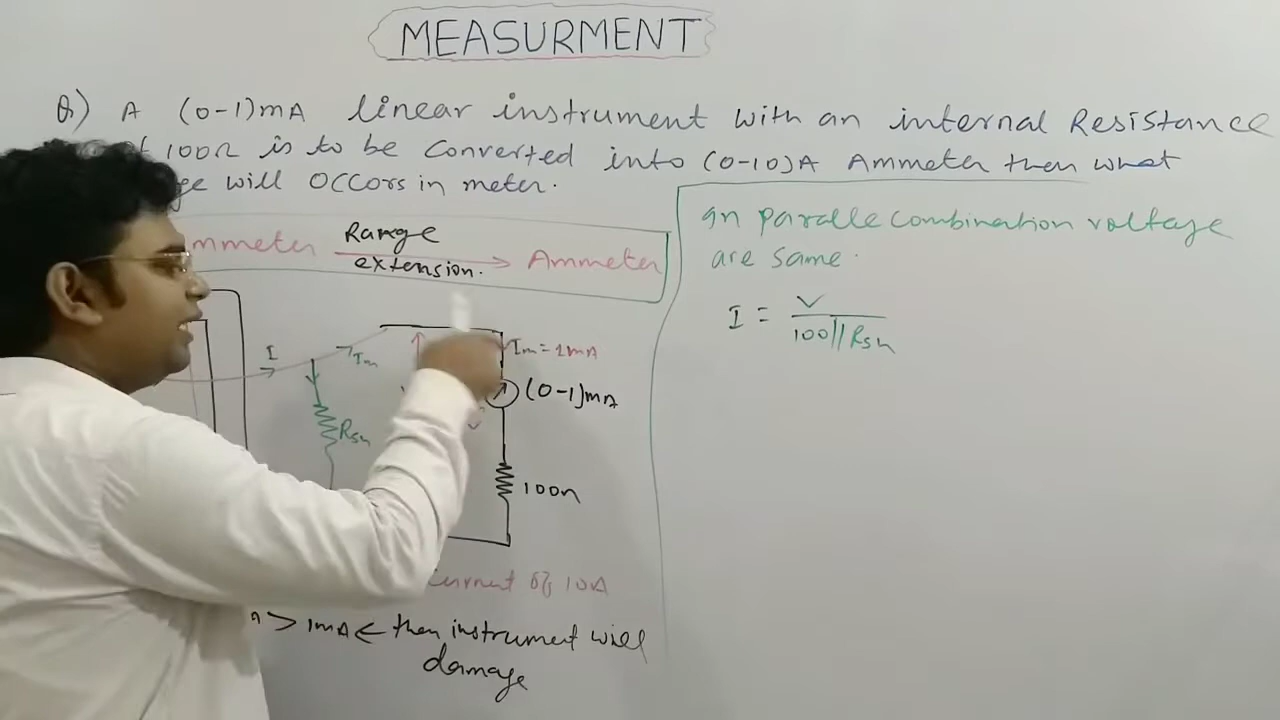 MEASURMENT
Q) A (0-1)mA linear instrument with an internal Resistance
100Ω is to be converted into (0-10)A Ammeter then what
will OCCors in meter.
Range
Ammeter
extension.
I
Im
Rsh
Im = 1mA
(0-1)mA
100Ω
current of 10A
> 1mA ← then instrument will
damage
In paralle combination voltage
are same.
I = V / 100||Rsh